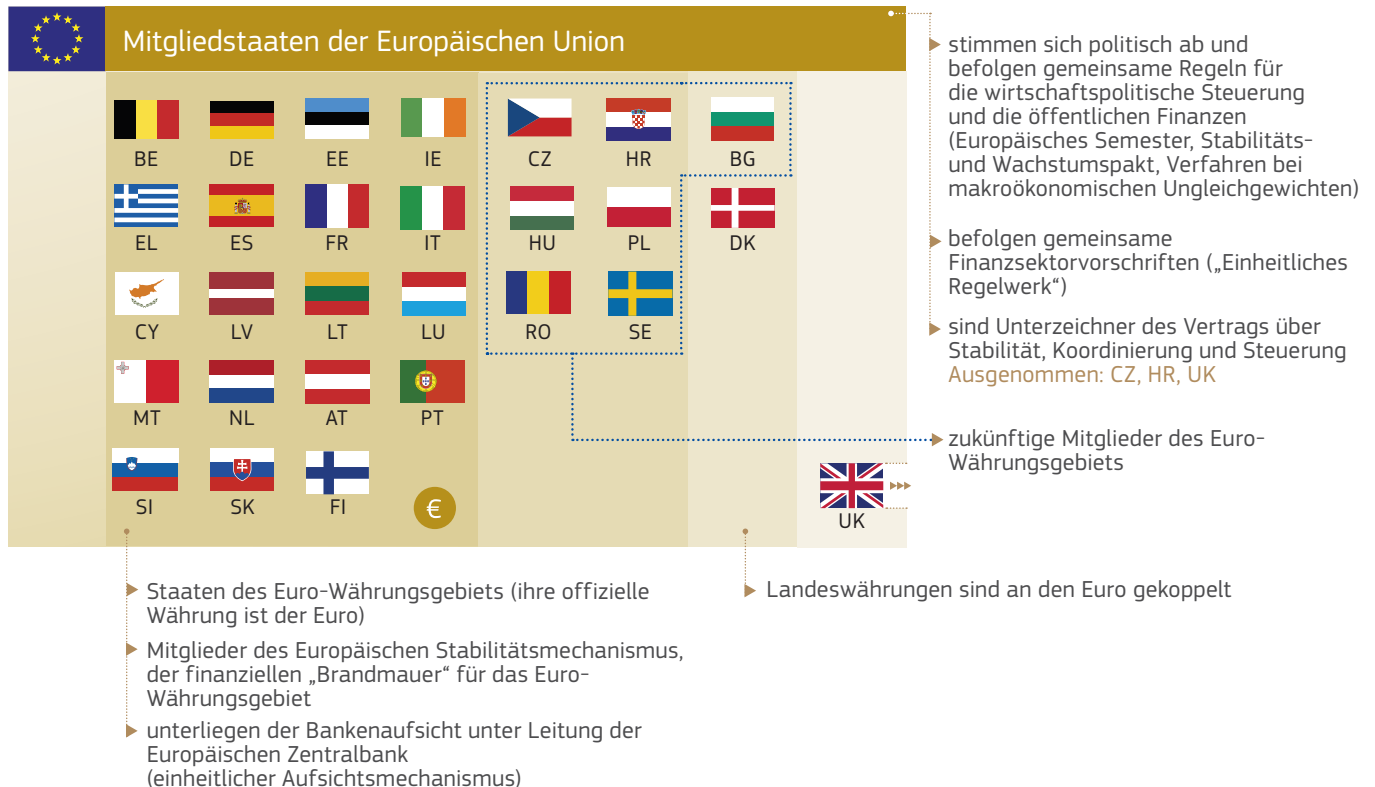 Mitgliedstaaten der Europäischen Union
BE DE EE IE CZ HR BG
EL ES FR IT HU PL DK
CY LV LT LU RO SE
MT NL AT PT
SI SK FI € UK
stimmen sich politisch ab und
befolgen gemeinsame Regeln für
die wirtschaftspolitische Steuerung
und die öffentlichen Finanzen
(Europäisches Semester, Stabilitäts-
und Wachstumspakt, Verfahren bei
makroökonomischen Ungleichgewichten)
befolgen gemeinsame
Finanzsektorvorschriften („Einheitliches
Regelwerk“)
sind Unterzeichner des Vertrags über
Stabilität, Koordinierung und Steuerung
Ausgenommen: CZ, HR, UK
zukünftige Mitglieder des Euro-
Währungsgebiets
Staaten des Euro-Währungsgebiets (ihre offizielle
Währung ist der Euro)
Mitglieder des Europäischen Stabilitätsmechanismus,
der finanziellen „Brandmauer“ für das Euro-
Währungsgebiet
unterliegen der Bankenaufsicht unter Leitung der
Europäischen Zentralbank
(einheitlicher Aufsichtsmechanismus)
Landeswährungen sind an den Euro gekoppelt